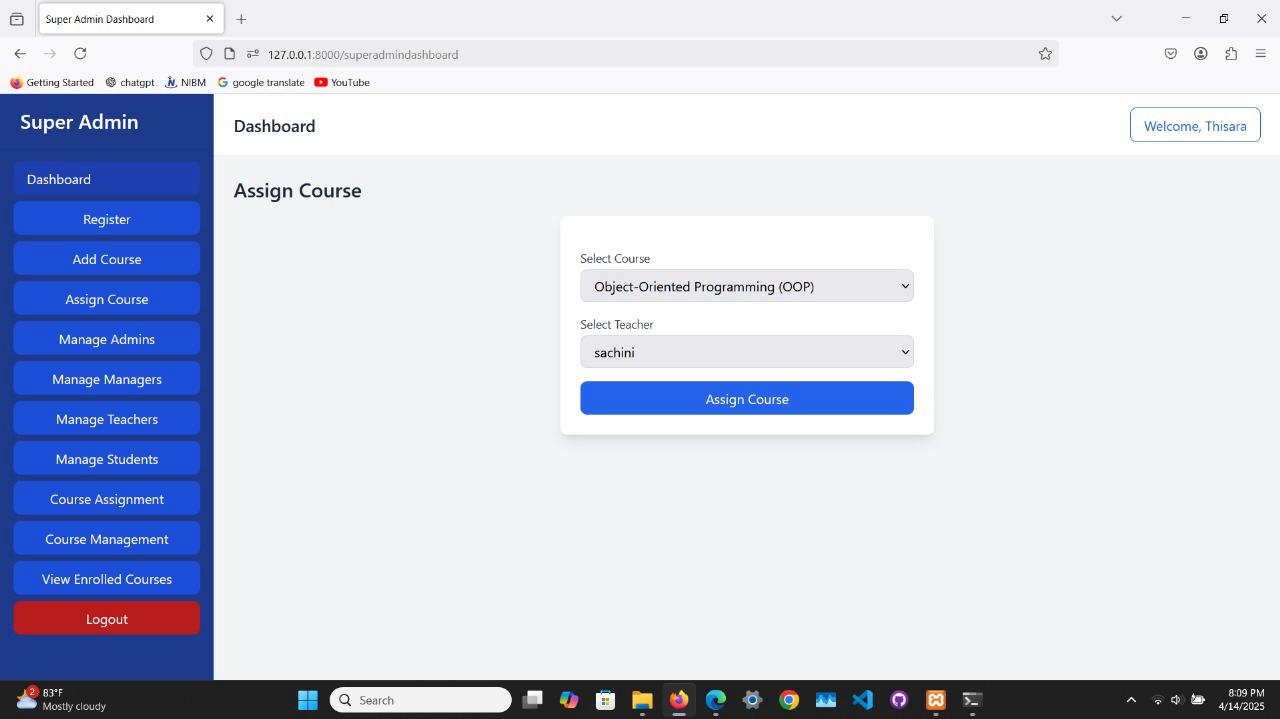 Super Admin Dashboard
127.0.0.1:8000/superadmindashboard
Getting Started
chatgpt
NIBM
google translate
YouTube
Super Admin
Dashboard
Register
Add Course
Assign Course
Manage Admins
Manage Managers
Manage Teachers
Manage Students
Course Assignment
Course Management
View Enrolled Courses
Logout
Dashboard
Welcome, Thisara
Assign Course
Select Course
Object-Oriented Programming (OOP)
Select Teacher
sachini
Assign Course
2
83°F
Mostly cloudy
Search
8:09 PM
4/14/2025